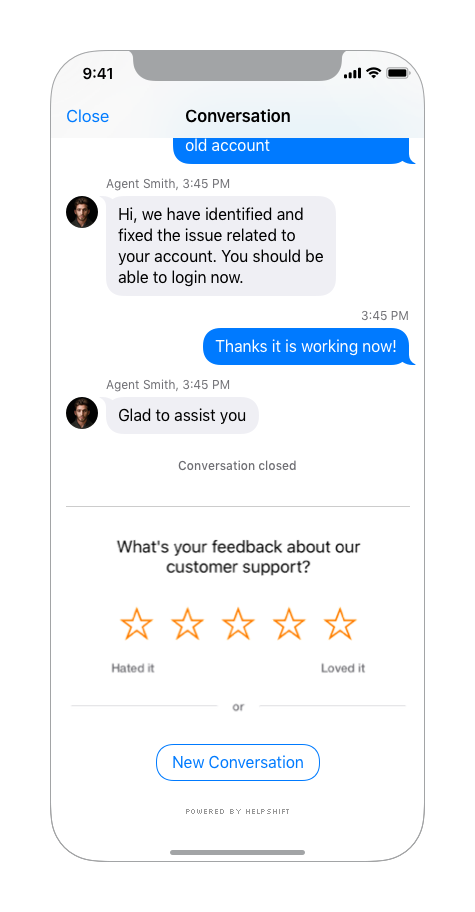 9:41
Close
Conversation
old account
Agent Smith, 3:45 PM
Hi, we have identified and
fixed the issue related to
your account. You should be
able to login now.
3:45 PM
Thanks it is working now!
Agent Smith, 3:45 PM
Glad to assist you
Conversation closed
What's your feedback about our
customer support?
Hated it
Loved it
or
New Conversation
POWERED BY HELPSHIFT